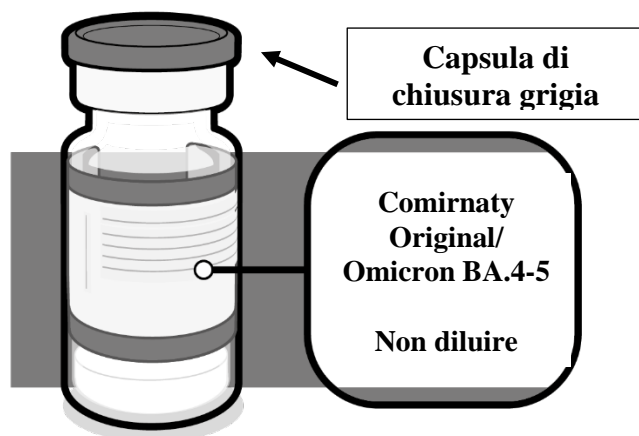 Capsula di
chiusura grigia
Comirnaty
Original/
Omicron BA.4-5
Non diluire